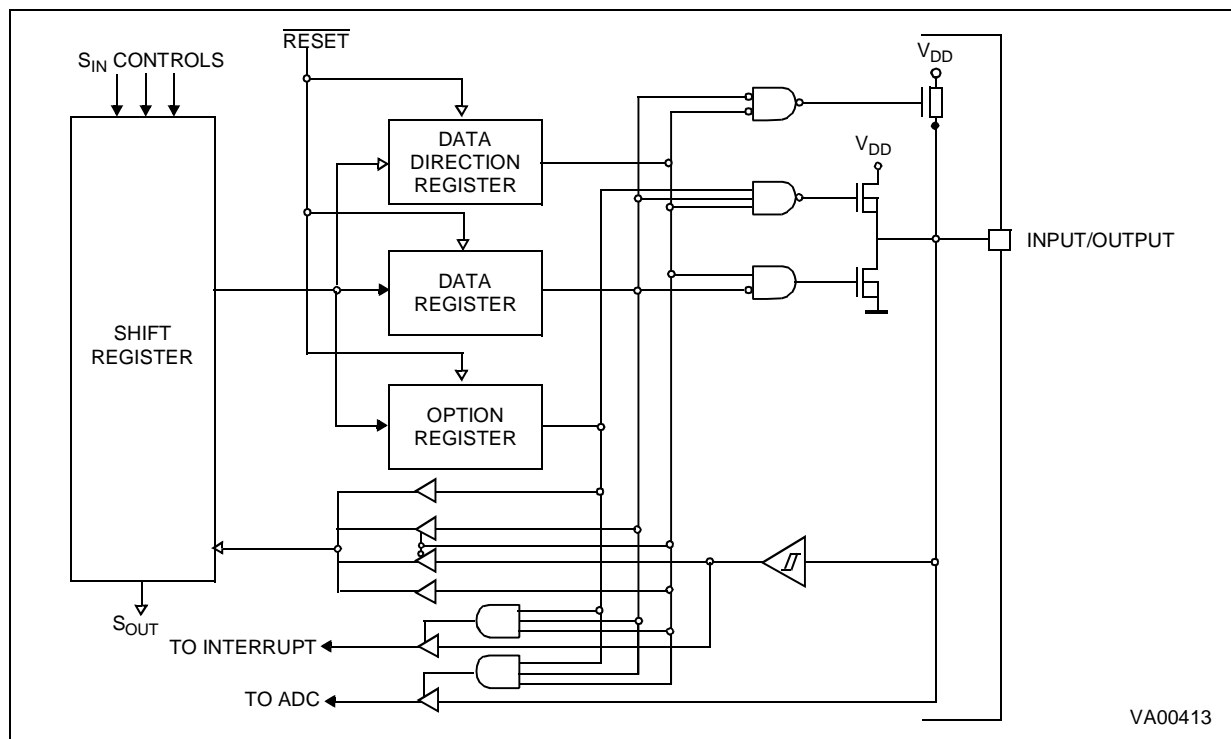 RESET
S_IN CONTROLS
V_DD
DATA
DIRECTION
REGISTER
V_DD
INPUT/OUTPUT
DATA
REGISTER
SHIFT
REGISTER
OPTION
REGISTER
S_OUT
TO INTERRUPT
TO ADC
VA00413